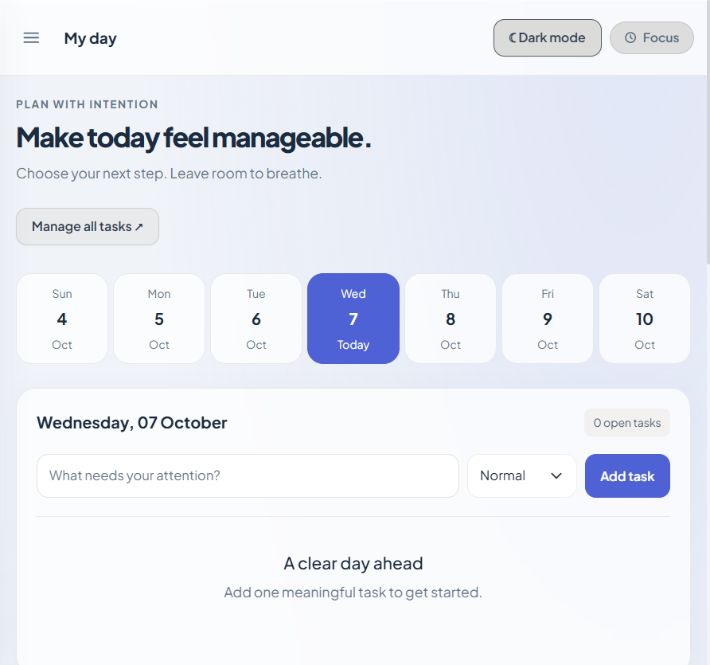 My day
☾ Dark mode
Focus
PLAN WITH INTENTION
Make today feel manageable.
Choose your next step. Leave room to breathe.
Manage all tasks ↗
Sun
4
Oct
Mon
5
Oct
Tue
6
Oct
Wed
7
Today
Thu
8
Oct
Fri
9
Oct
Sat
10
Oct
Wednesday, 07 October
0 open tasks
What needs your attention?
Normal
Add task
A clear day ahead
Add one meaningful task to get started.